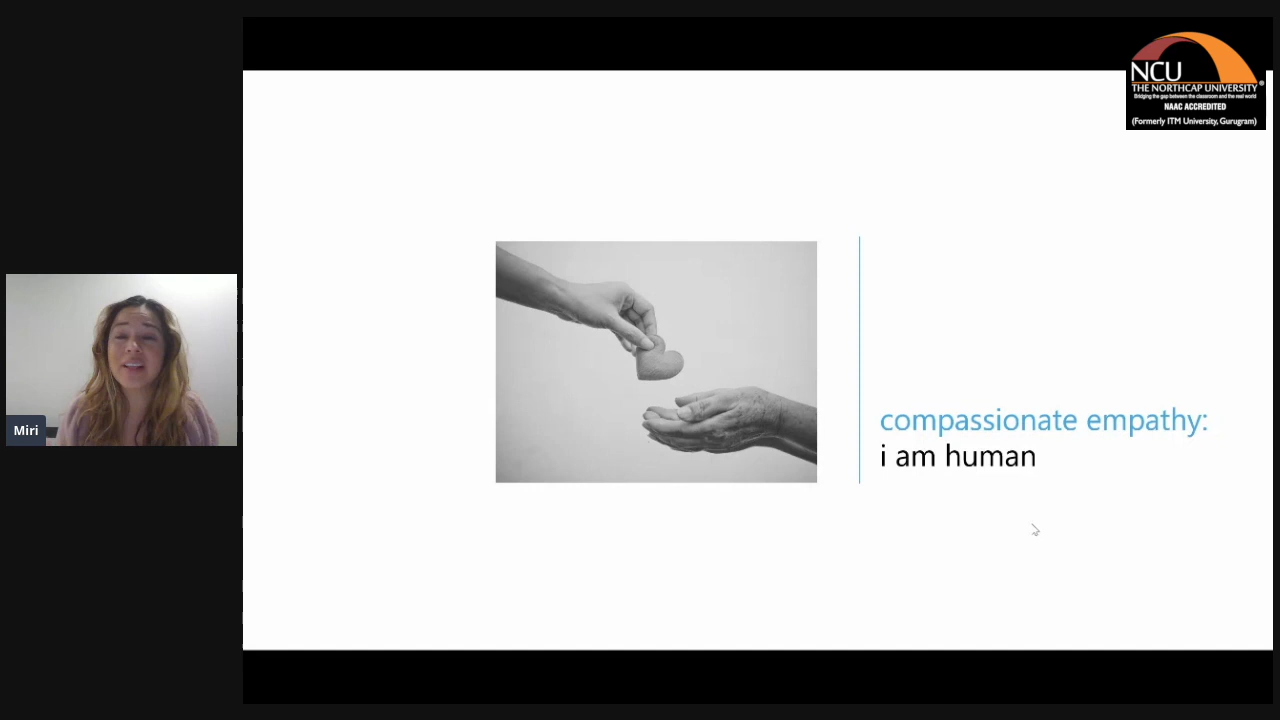 NCU
THE NORTHCAP UNIVERSITY®
Bridging the gap between the classroom and the real world
NAAC ACCREDITED
(Formerly ITM University, Gurugram)
compassionate empathy:
i am human
Miri